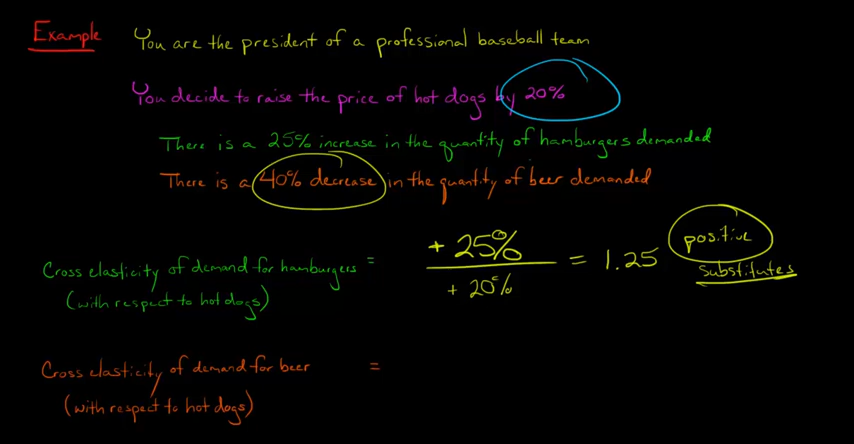 Example
You are the president of a professional baseball team
You decide to raise the price of hot dogs by 20%
There is a 25% increase in the quantity of hamburgers demanded
There is a 40% decrease in the quantity of beer demanded
Cross elasticity of demand for hamburgers =
(with respect to hot dogs)
+ 25%
+ 20%
= 1.25
positive
substitutes
Cross elasticity of demand for beer =
(with respect to hot dogs)